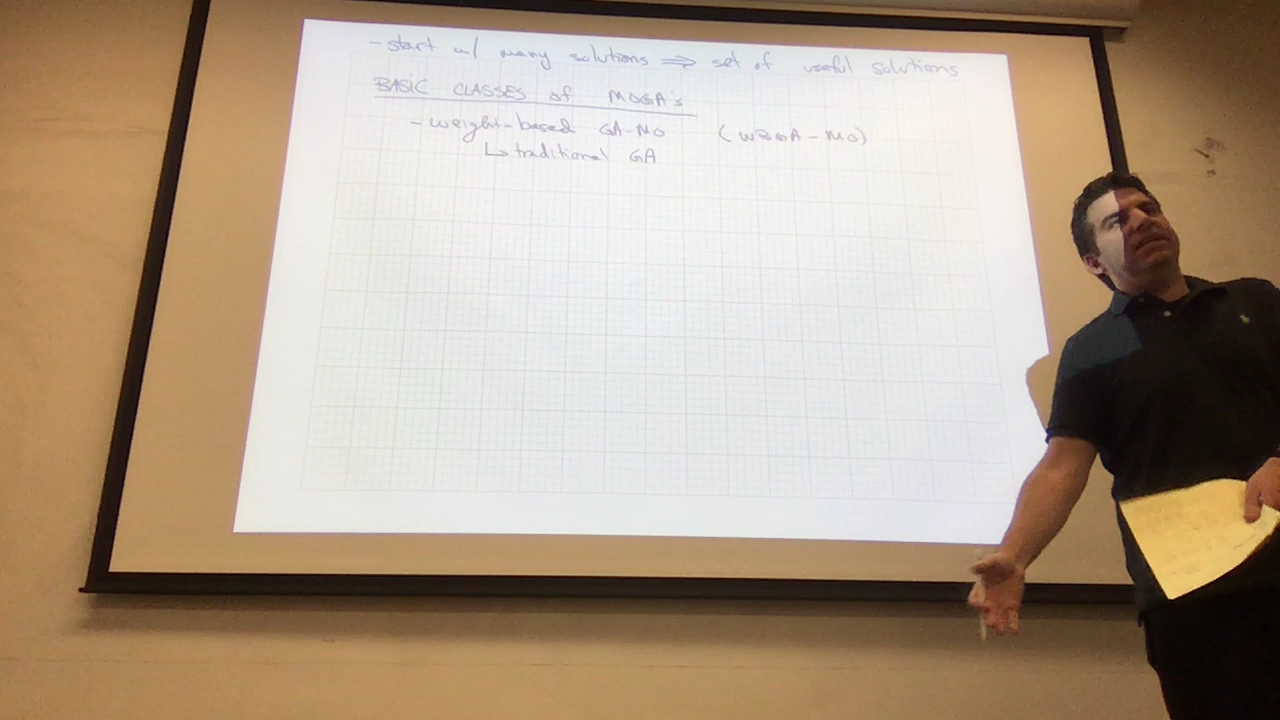 - start w/ many solutions ⇒ set of useful solutions
BASIC CLASSES of MOGA's
- weight-based GA-MO (WBGA-MO)
↳ traditional GA